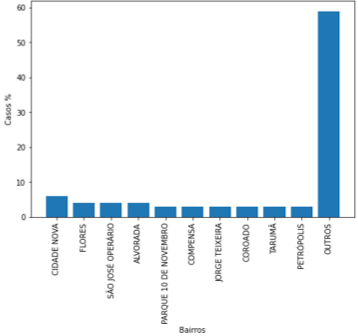 60
50
40
30
20
10
0
Casos %
CIDADE NOVA
FLORES
SÃO JOSÉ OPERÁRIO
ALVORADA
PARQUE 10 DE NOVEMBRO
COMPENSA
JORGE TEIXEIRA
COROADO
TARUMÃ
PETRÓPOLIS
OUTROS
Bairros